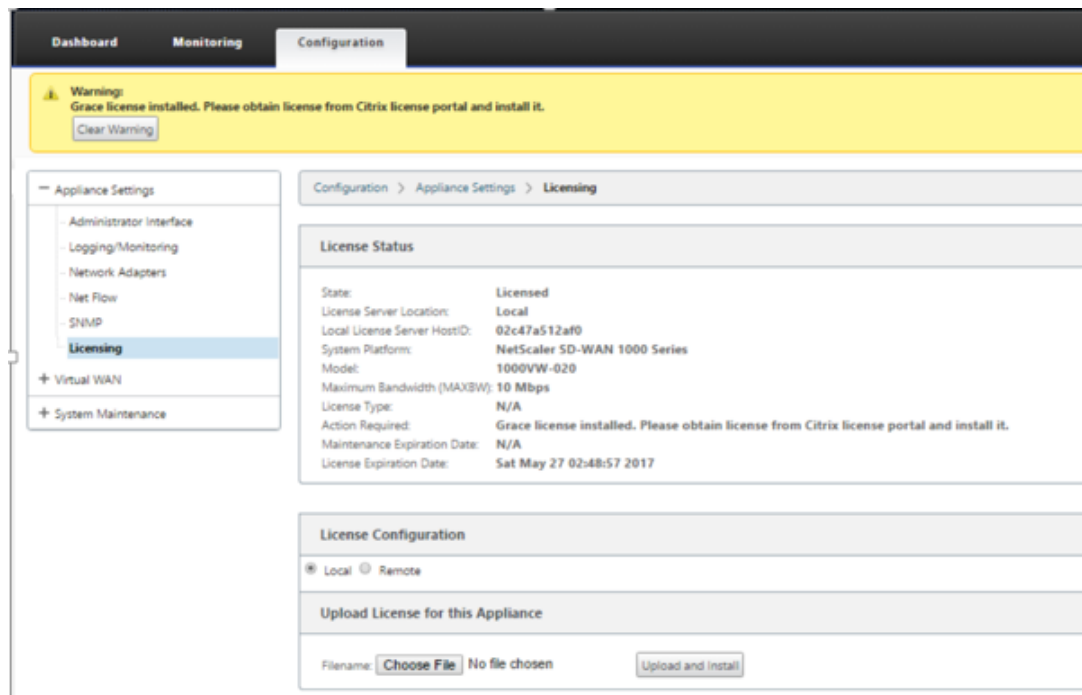 Dashboard Monitoring Configuration
Warning:
Grace license installed. Please obtain license from Citrix license portal and install it.
Clear Warning
Appliance Settings
Administrator Interface
Logging/Monitoring
Network Adapters
Net Flow
SNMP
Licensing
Virtual WAN
System Maintenance
Configuration > Appliance Settings > Licensing
License Status
State: Licensed
License Server Location: Local
Local License Server HostID: 02c47a512af0
System Platform: NetScaler SD-WAN 1000 Series
Model: 1000VW-020
Maximum Bandwidth (MAXBW): 10 Mbps
License Type: N/A
Action Required: Grace license installed. Please obtain license from Citrix license portal and install it.
Maintenance Expiration Date: N/A
License Expiration Date: Sat May 27 02:48:57 2017
License Configuration
Local Remote
Upload License for this Appliance
Filename: Choose File No file chosen Upload and Install